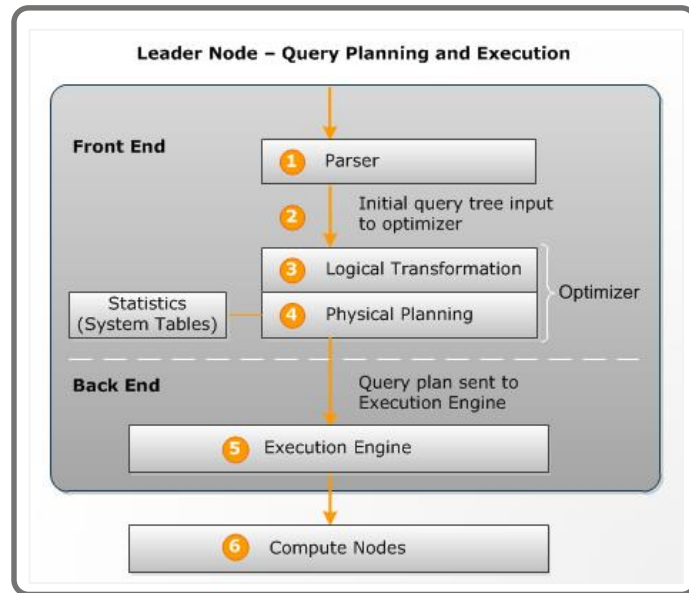 Leader Node – Query Planning and Execution
Front End
1 Parser
2 Initial query tree input
to optimizer
3 Logical Transformation
Optimizer
Statistics
(System Tables)
4 Physical Planning
Back End
Query plan sent to
Execution Engine
5 Execution Engine
6 Compute Nodes